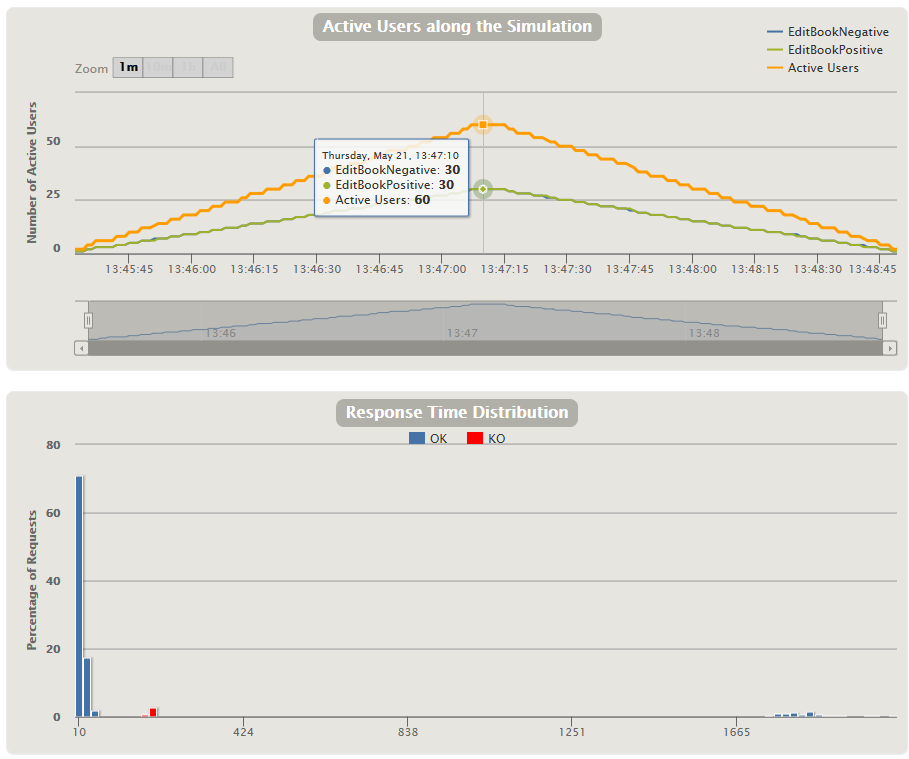 Active Users along the Simulation
EditBookNegative
EditBookPositive
Active Users
Zoom 1m 10m 1h All
Number of Active Users
50
25
0
Thursday, May 21, 13:47:10
EditBookNegative: 30
EditBookPositive: 30
Active Users: 60
13:45:45 13:46:00 13:46:15 13:46:30 13:46:45 13:47:00 13:47:15 13:47:30 13:47:45 13:48:00 13:48:15 13:48:30 13:48:45
13:46 13:47 13:48
Response Time Distribution
OK KO
Percentage of Requests
80
60
40
20
0
10 424 838 1251 1665